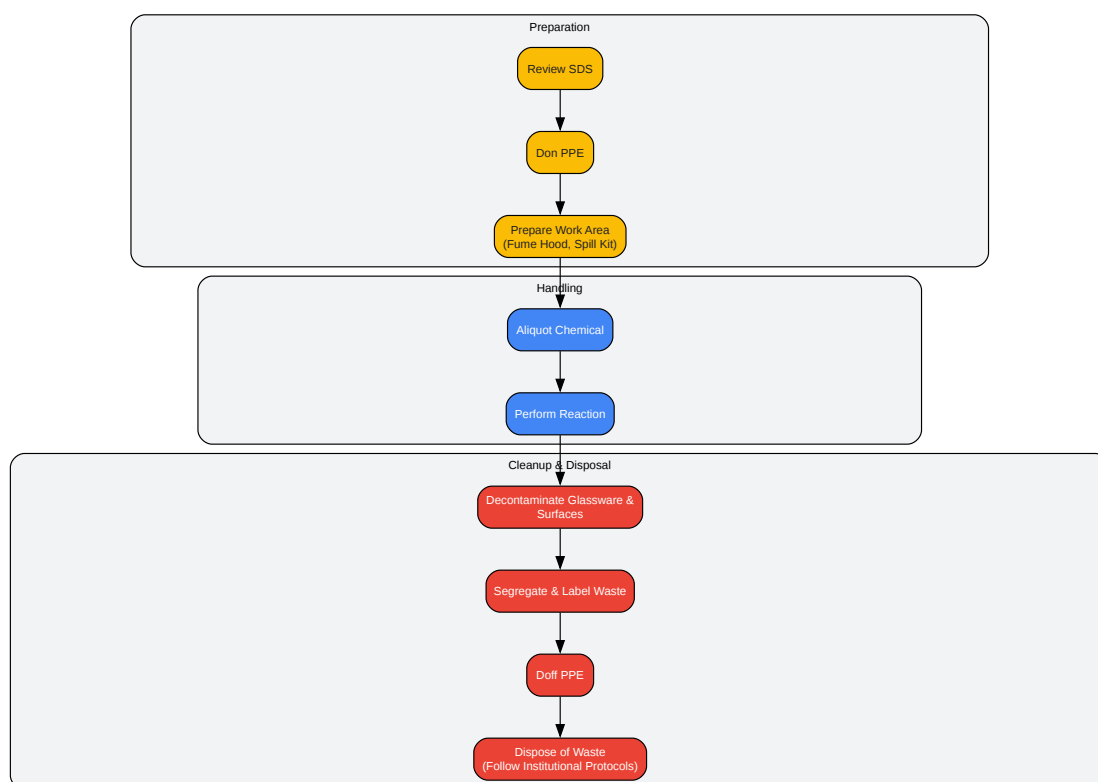 Preparation
Review SDS
Don PPE
Prepare Work Area
(Fume Hood, Spill Kit)
Handling
Aliquot Chemical
Perform Reaction
Cleanup & Disposal
Decontaminate Glassware &
Surfaces
Segregate & Label Waste
Doff PPE
Dispose of Waste
(Follow Institutional Protocols)